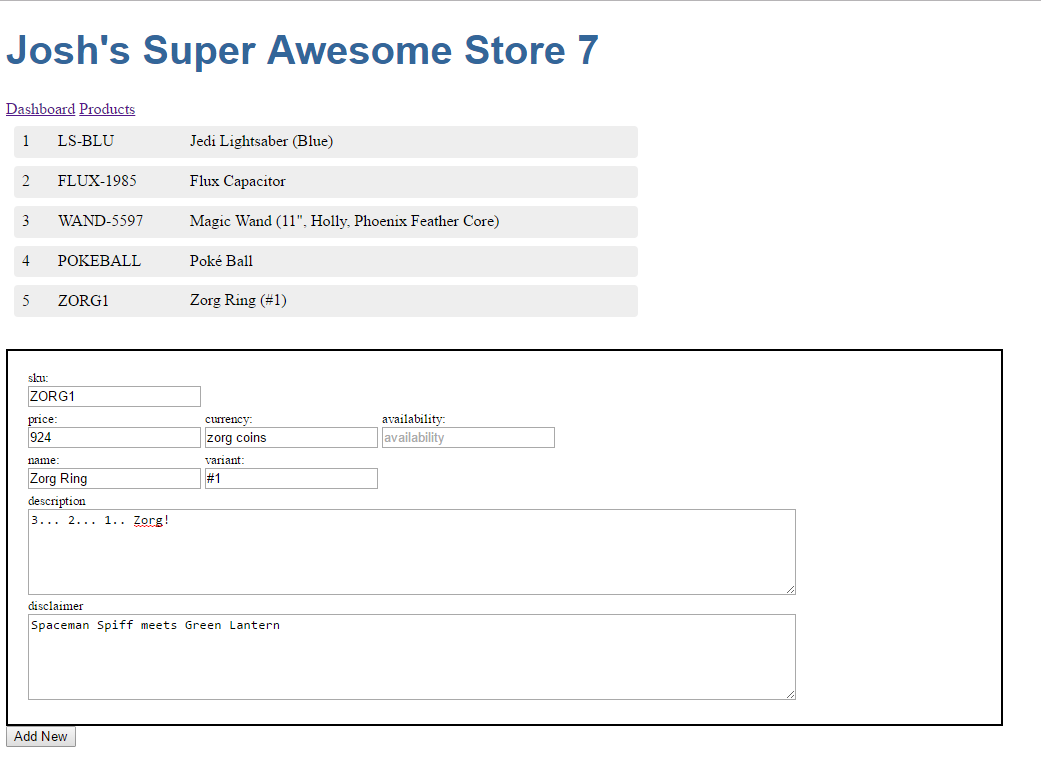 Josh's Super Awesome Store 7
Dashboard Products
1 LS-BLU Jedi Lightsaber (Blue)
2 FLUX-1985 Flux Capacitor
3 WAND-5597 Magic Wand (11", Holly, Phoenix Feather Core)
4 POKEBALL Poké Ball
5 ZORG1 Zorg Ring (#1)
sku:
ZORG1
price: currency: availability:
924 zorg coins availability
name: variant:
Zorg Ring #1
description
3... 2... 1.. Zorg!
disclaimer
Spaceman Spiff meets Green Lantern
Add New